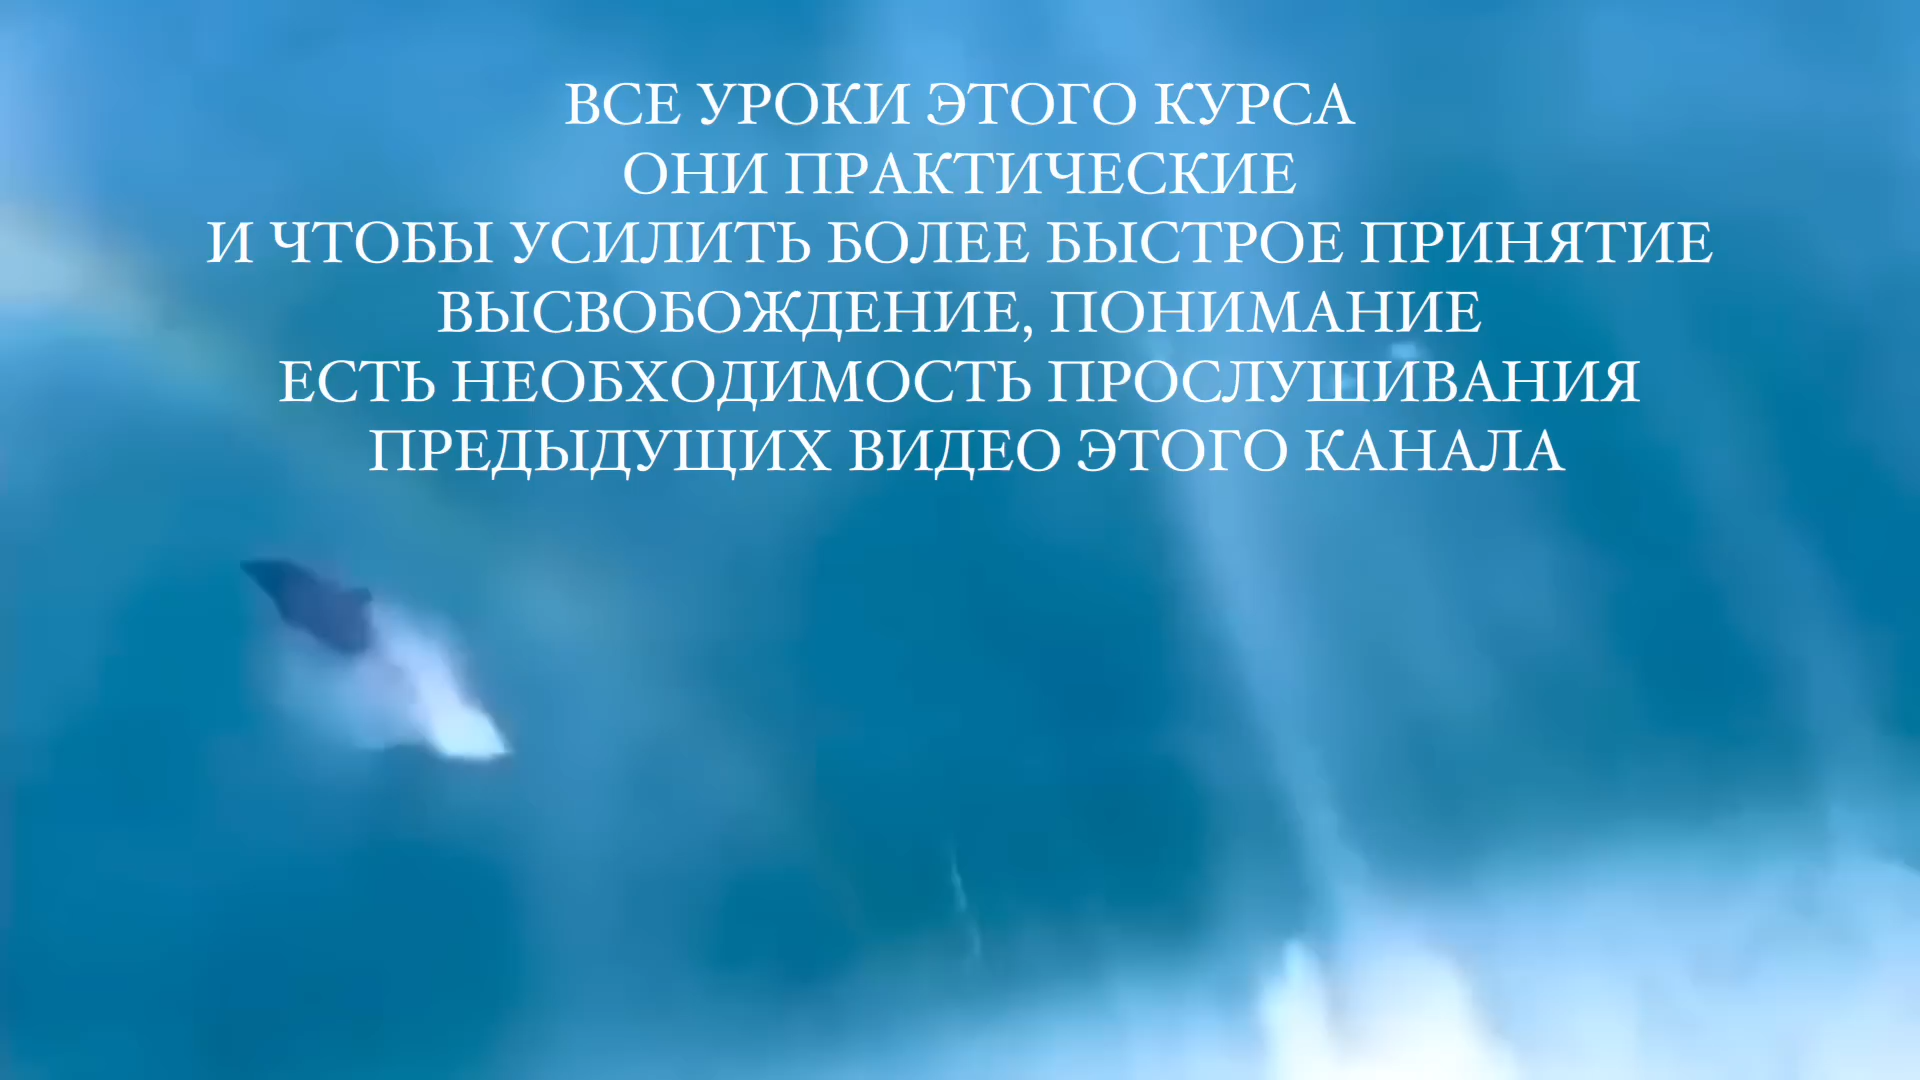 ВСЕ УРОКИ ЭТОГО КУРСА
ОНИ ПРАКТИЧЕСКИЕ
И ЧТОБЫ УСИЛИТЬ БОЛЕЕ БЫСТРОЕ ПРИНЯТИЕ
ВЫСВОБОЖДЕНИЕ, ПОНИМАНИЕ
ЕСТЬ НЕОБХОДИМОСТЬ ПРОСЛУШИВАНИЯ
ПРЕДЫДУЩИХ ВИДЕО ЭТОГО КАНАЛА